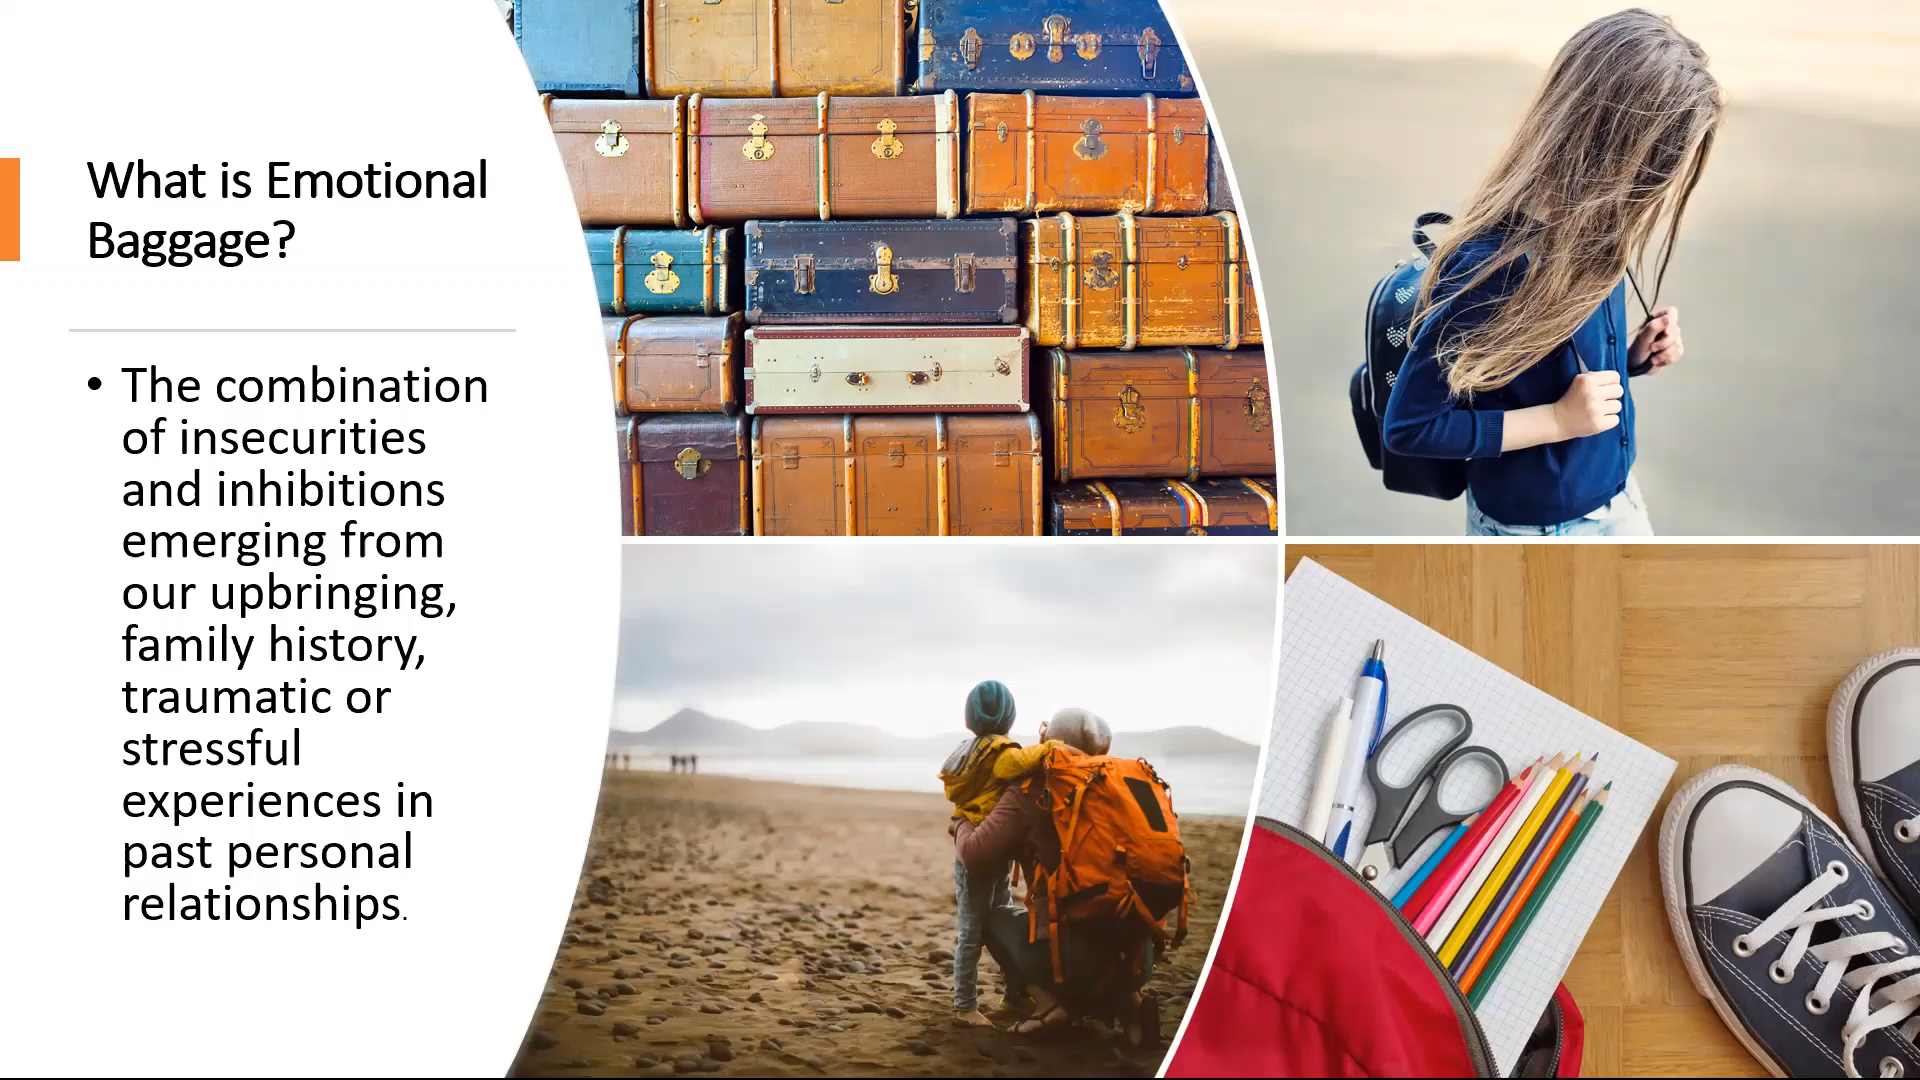 What is Emotional
Baggage?
• The combination
of insecurities
and inhibitions
emerging from
our upbringing,
family history,
traumatic or
stressful
experiences in
past personal
relationships.